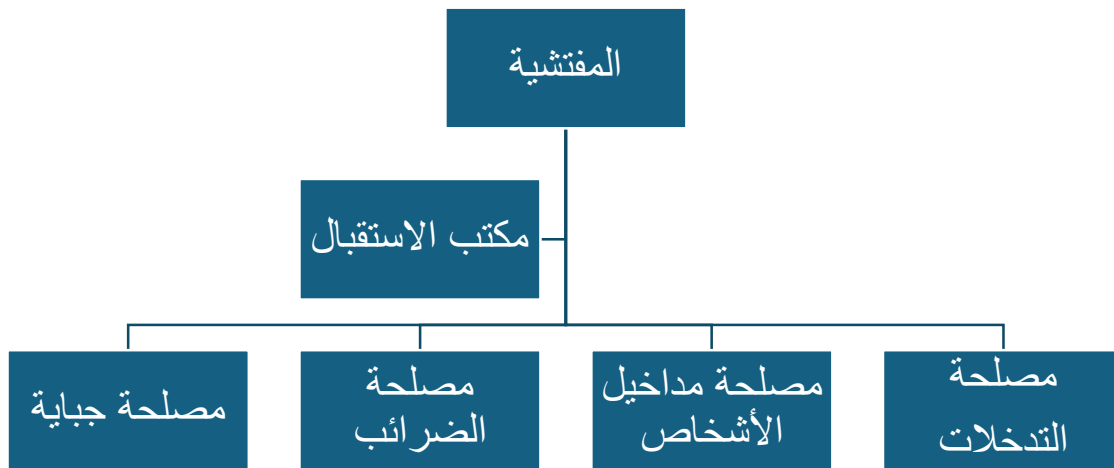 المفتشية
مكتب الاستقبال
مصلحة
التدخلات
مصلحة مداخيل
الأشخاص
مصلحة
الضرائب
مصلحة جباية